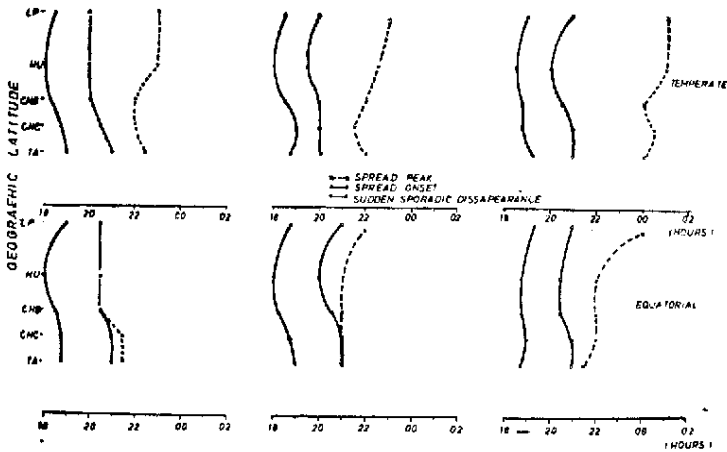 GEOGRAPHIC LATITUDE
LP
HU
CHB
CHC
TA
TEMPERATE
SPREAD PEAK
SPREAD ONSET
SUDDEN SPORADIC DISSAPEARANCE
18 20 22 00 02
18 20 22 00 02
18 20 22 00 02
(HOURS)
LP
HU
CHB
CHC
TA
EQUATORIAL
18 20 22 00 02
18 20 22 00 02
18 22 02
(HOURS)